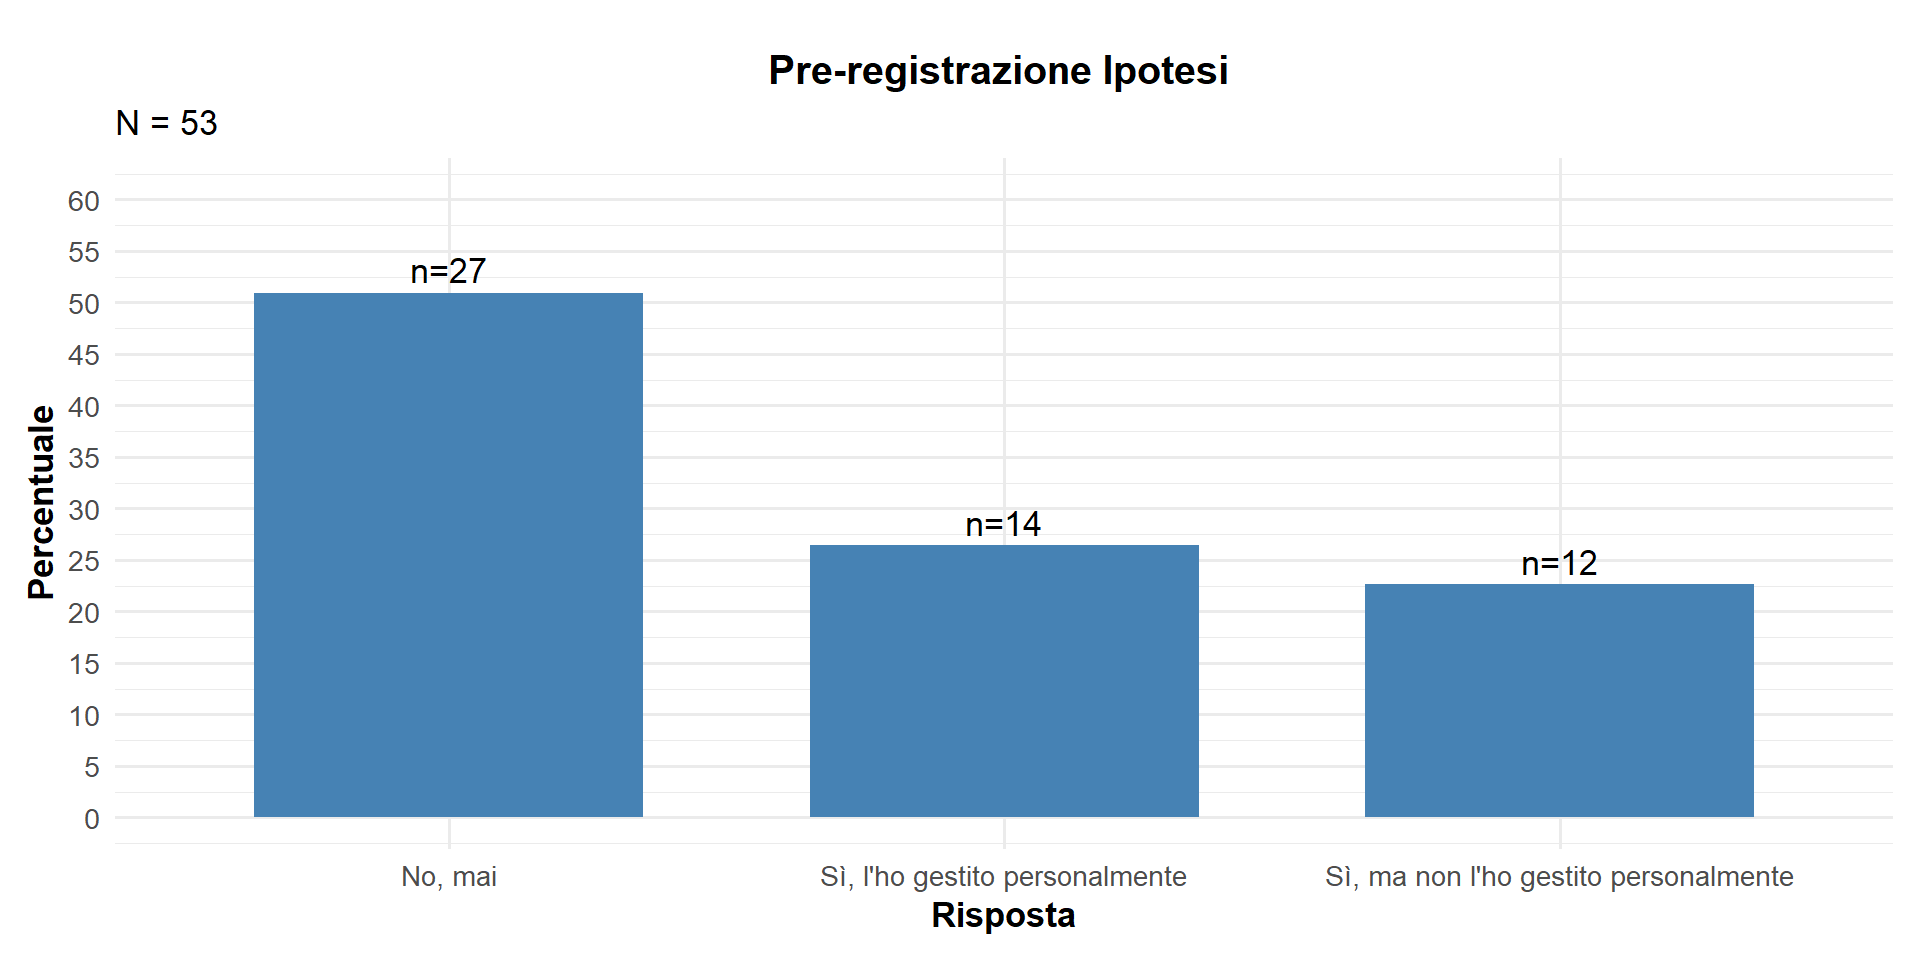 Pre-registrazione Ipotesi
N = 53
60
55
50
45
40
35
30
25
20
15
10
5
0
Percentuale
n=27
n=14
n=12
No, mai
Sì, l'ho gestito personalmente
Sì, ma non l'ho gestito personalmente
Risposta